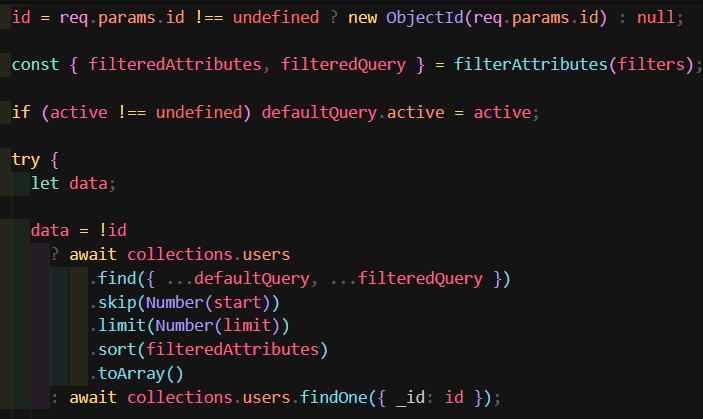 id = req.params.id !== undefined ? new ObjectId(req.params.id) : null;
const { filteredAttributes, filteredQuery } = filterAttributes(filters);
if (active !== undefined) defaultQuery.active = active;
try {
let data;
data = !id
? await collections.users
.find({ ...defaultQuery, ...filteredQuery })
.skip(Number(start))
.limit(Number(limit))
.sort(filteredAttributes)
.toArray()
: await collections.users.findOne({ _id: id });